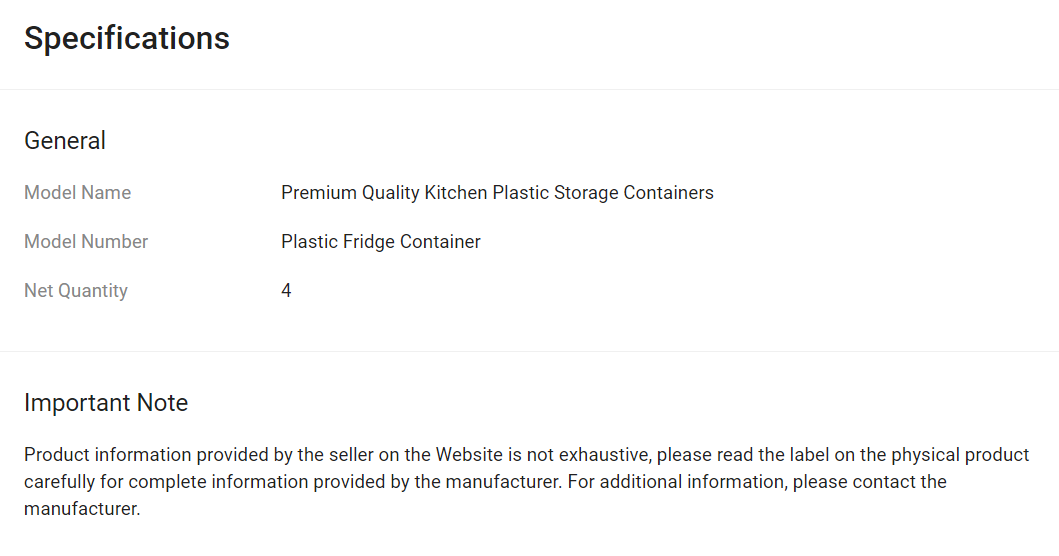 Specifications
General
Model Name Premium Quality Kitchen Plastic Storage Containers
Model Number Plastic Fridge Container
Net Quantity 4
Important Note
Product information provided by the seller on the Website is not exhaustive, please read the label on the physical product
carefully for complete information provided by the manufacturer. For additional information, please contact the
manufacturer.